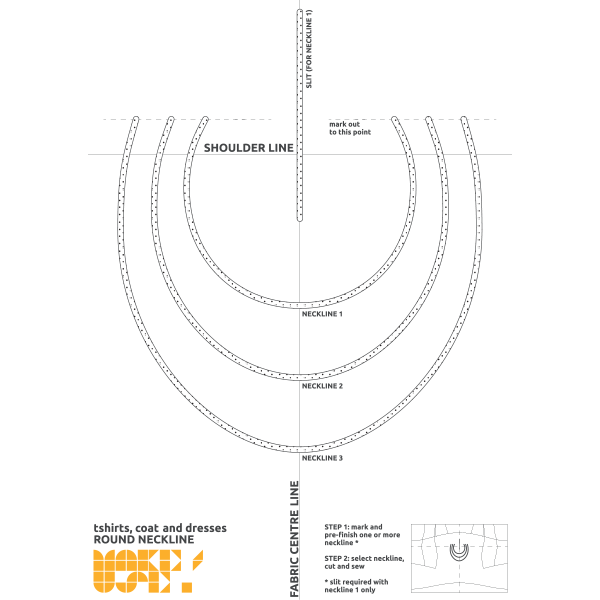 SLIT (FOR NECKLINE 1)
mark out
to this point
SHOULDER LINE
NECKLINE 1
NECKLINE 2
NECKLINE 3
FABRIC CENTRE LINE
tshirts, coat and dresses
ROUND NECKLINE
MAKE/
USE:
STEP 1: mark and
pre-finish one or more
neckline *
STEP 2: select neckline,
cut and sew
* slit required with
neckline 1 only